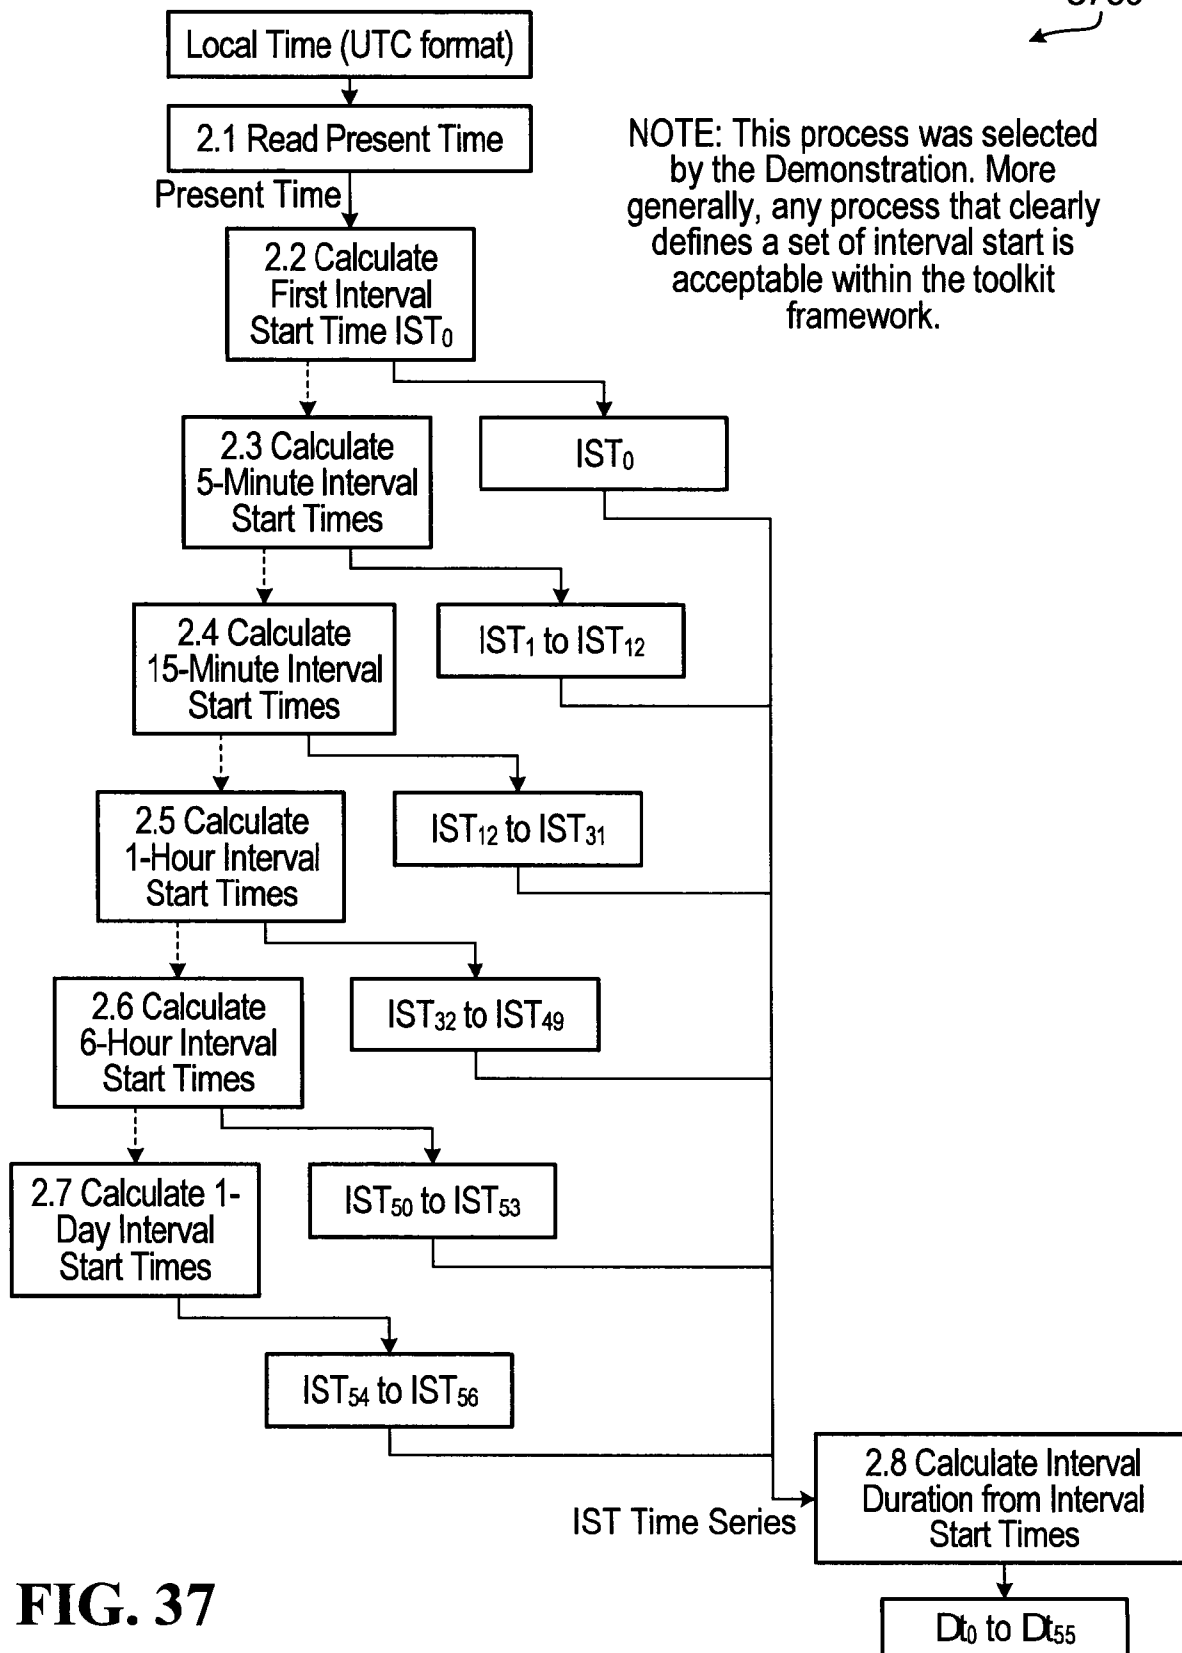 Local Time (UTC format)
2.1 Read Present Time
Present Time
NOTE: This process was selected
by the Demonstration. More
generally, any process that clearly
defines a set of interval start is
acceptable within the toolkit
framework.
2.2 Calculate
First Interval
Start Time IST₀
IST₀
2.3 Calculate
5-Minute Interval
Start Times
IST₁ to IST₁₂
2.4 Calculate
15-Minute Interval
Start Times
IST₁₂ to IST₃₁
2.5 Calculate
1-Hour Interval
Start Times
IST₃₂ to IST₄₉
2.6 Calculate
6-Hour Interval
Start Times
IST₅₀ to IST₅₃
2.7 Calculate 1-
Day Interval
Start Times
IST₅₄ to IST₅₆
2.8 Calculate Interval
Duration from Interval
Start Times
IST Time Series
Dt₀ to Dt₅₅
FIG. 37